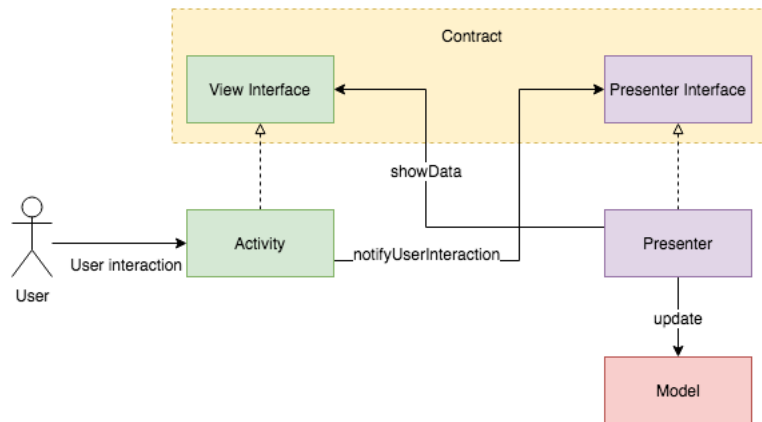 Contract
View Interface
Presenter Interface
showData
Activity
notifyUserInteraction
Presenter
User interaction
User
update
Model